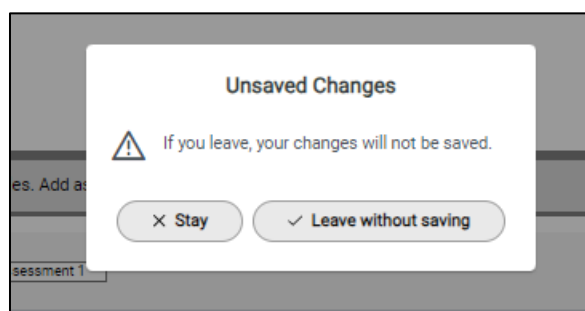 Unsaved Changes
If you leave, your changes will not be saved.
es. Add as
Stay
Leave without saving
sessment 1